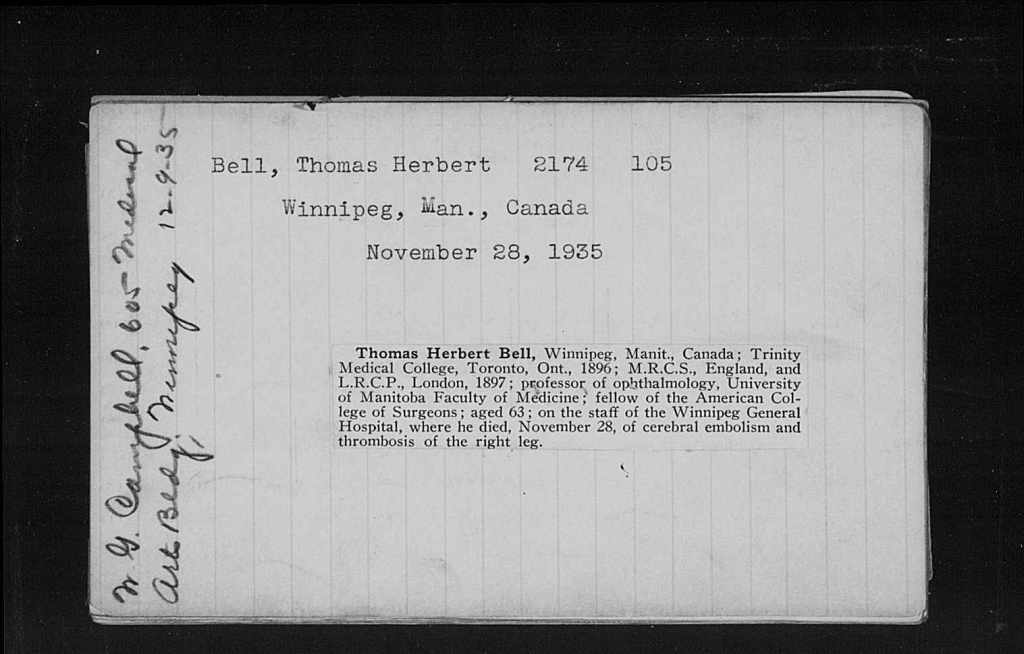 Bell, Thomas Herbert 2174 105
Winnipeg, Man., Canada
November 28, 1935
Thomas Herbert Bell, Winnipeg, Manit., Canada; Trinity
Medical College, Toronto, Ont., 1896; M.R.C.S., England, and
L.R.C.P., London, 1897; professor of ophthalmology, University
of Manitoba Faculty of Medicine; fellow of the American Col-
lege of Surgeons; aged 63; on the staff of the Winnipeg General
Hospital, where he died, November 28, of cerebral embolism and
thrombosis of the right leg.
W. G. Campbell, 605 Medical
Arts Bldg, Winnipeg 12-9-35